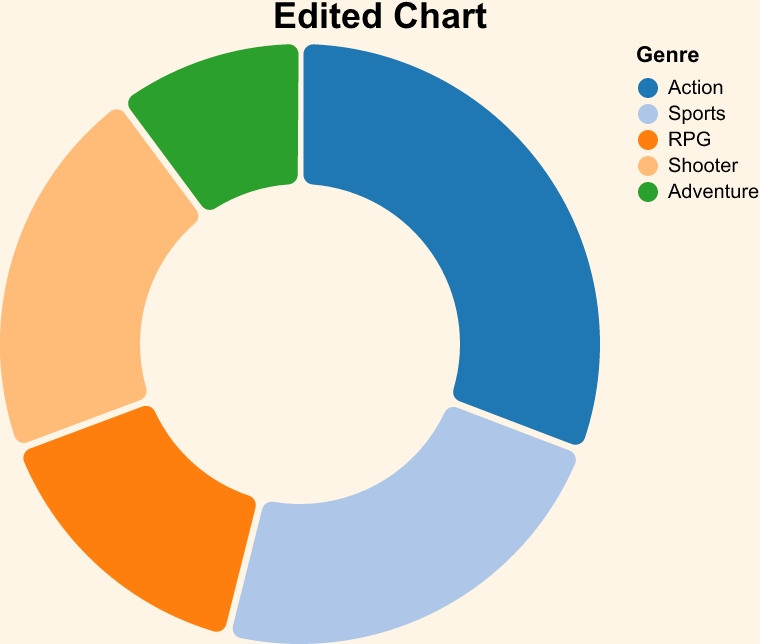 Edited Chart
Genre
Action
Sports
RPG
Shooter
Adventure